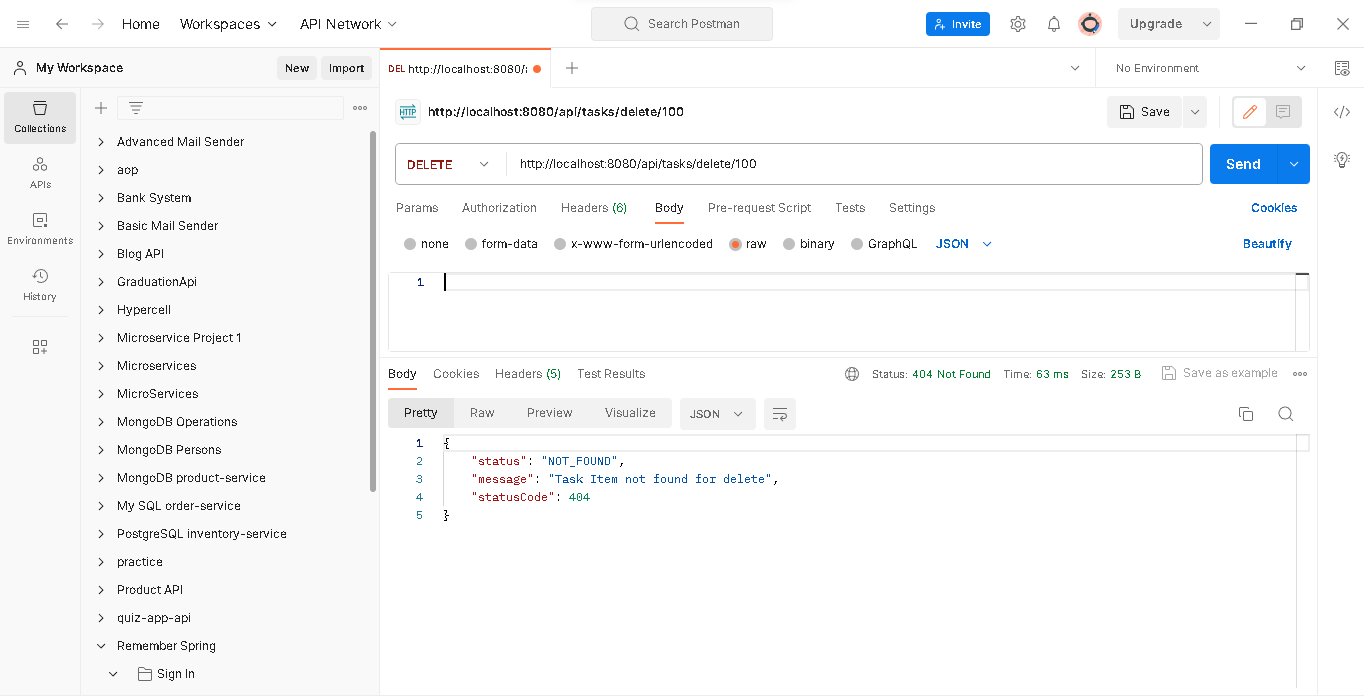 Home Workspaces API Network Search Postman Invite Upgrade
My Workspace New Import
DEL http://localhost:8080/
No Environment
Collections
APIs
Environments
History
Advanced Mail Sender
aop
Bank System
Basic Mail Sender
Blog API
GraduationApi
Hypercell
Microservice Project 1
Microservices
MicroServices
MongoDB Operations
MongoDB Persons
MongoDB product-service
My SQL order-service
PostgreSQL inventory-service
practice
Product API
quiz-app-api
Remember Spring
Sign In
HTTP http://localhost:8080/api/tasks/delete/100 Save
DELETE http://localhost:8080/api/tasks/delete/100 Send
Params Authorization Headers (6) Body Pre-request Script Tests Settings Cookies
none form-data x-www-form-urlencoded raw binary GraphQL JSON Beautify
1
Body Cookies Headers (5) Test Results Status: 404 Not Found Time: 63 ms Size: 253 B Save as example
Pretty Raw Preview Visualize JSON
1 {
2 "status": "NOT_FOUND",
3 "message": "Task Item not found for delete",
4 "statusCode": 404
5 }